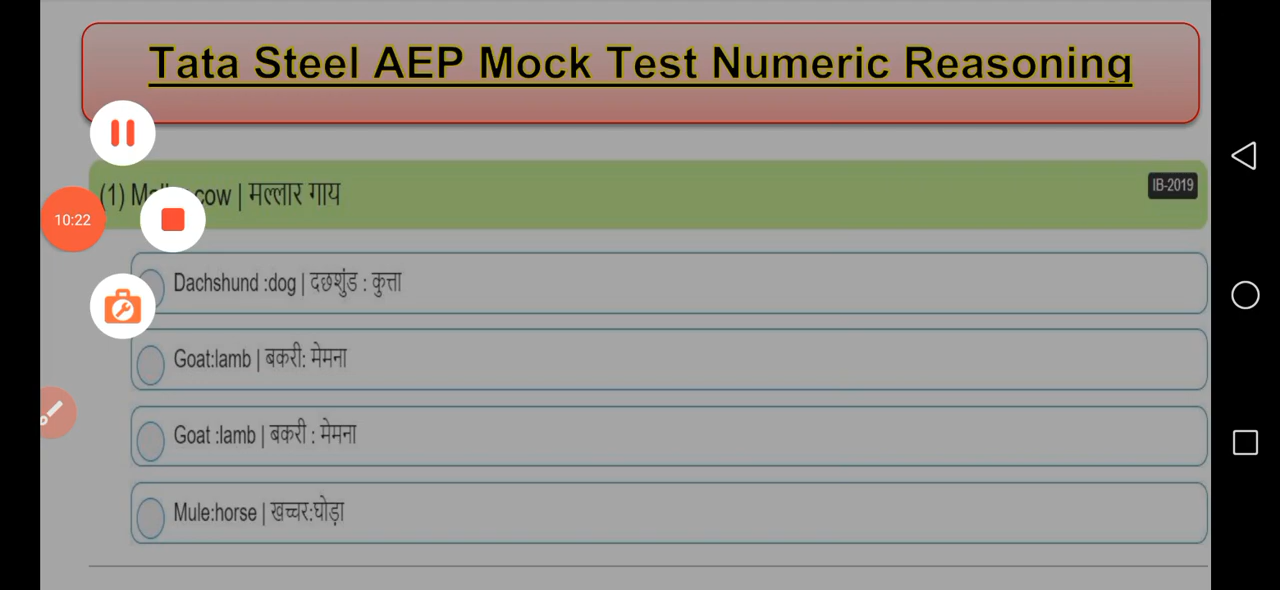 Tata Steel AEP Mock Test Numeric Reasoning
(1) cow | मल्लार गाय
IB-2019
10:22
Dachshund :dog | दछशुंड : कुत्ता
Goat:lamb | बकरी: मेमना
Goat :lamb | बकरी : मेमना
Mule:horse | खच्चर:घोड़ा